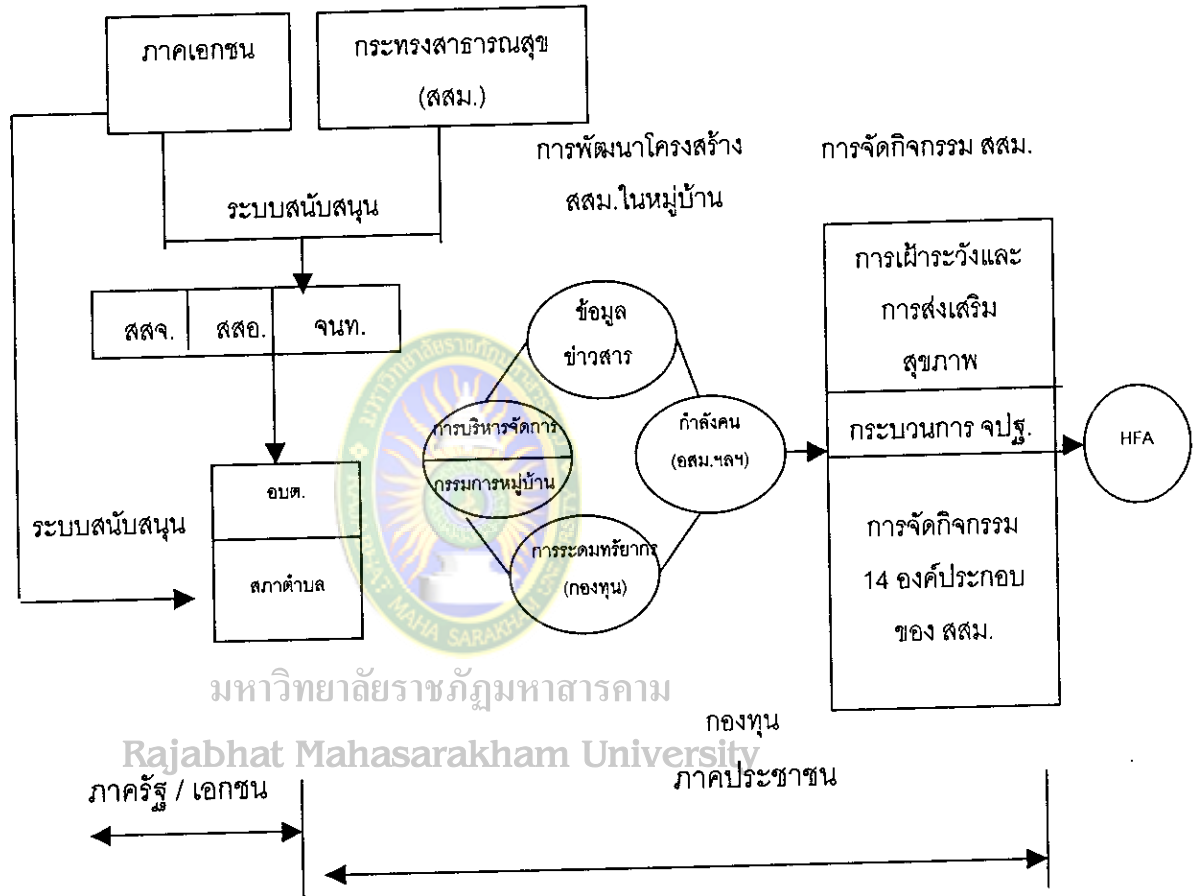 ภาคเอกชน
กระทรงสาธารณสุข
(สสม.)
การพัฒนาโครงสร้าง
สสม.ในหมู่บ้าน
การจัดกิจกรรม สสม.
ระบบสนับสนุน
สสจ.
สสอ.
จนท.
ข้อมูล
ข่าวสาร
การเฝ้าระวังและ
การส่งเสริม
สุขภาพ
การบริหารจัดการ
กรรมการหมู่บ้าน
กำลังคน
(อสม.ฯลฯ)
กระบวนการ จปฐ.
HFA
อบต.
สภาตำบล
ระบบสนับสนุน
การระดมทรัยากร
(กองทุน)
การจัดกิจกรรม
14 องค์ประกอบ
ของ สสม.
MAHA SARAKH
มหาวิทยาลัยราชภัฏมหาสารคาม
Rajabhat Mahasarakham University
กองทุน
ภาคประชาชน
ภาครัฐ / เอกชน